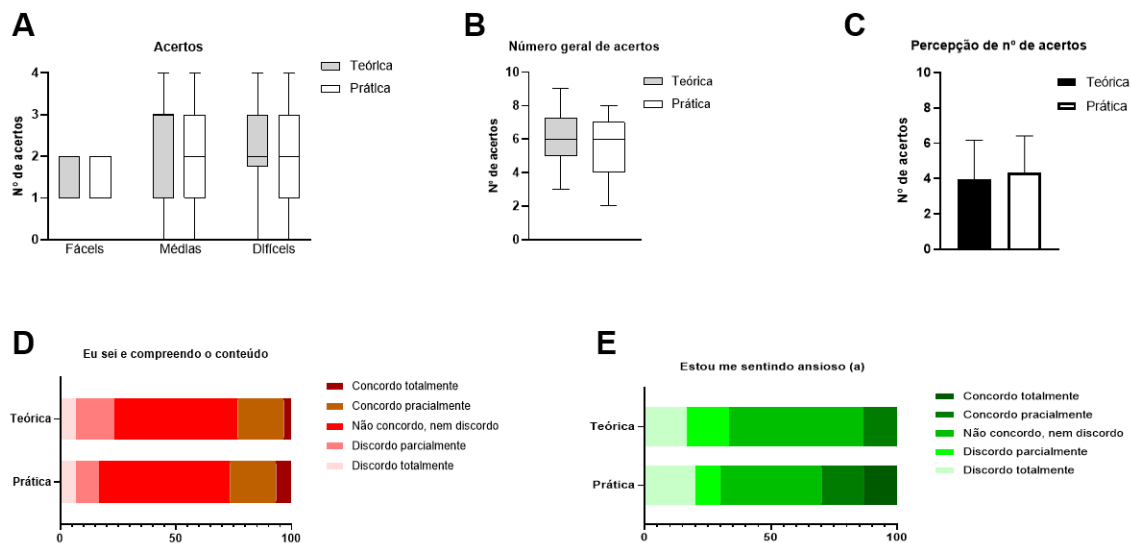 A
Acertos
Nº de acertos
4
3
2
1
0
Fáceis
Médias
Difíceis
Teórica
Prática
B
Número geral de acertos
Nº de acertos
10
8
6
4
2
0
Teórica
Prática
C
Percepção de nº de acertos
Nº de acertos
10
8
6
4
2
0
Teórica
Prática
D
Eu sei e compreendo o conteúdo
Teórica
Prática
0
50
100
Concordo totalmente
Concordo pracialmente
Não concordo, nem discordo
Discordo parcialmente
Discordo totalmente
E
Estou me sentindo ansioso (a)
Teórica
Prática
0
50
100
Concordo totalmente
Concordo pracialmente
Não concordo, nem discordo
Discordo parcialmente
Discordo totalmente